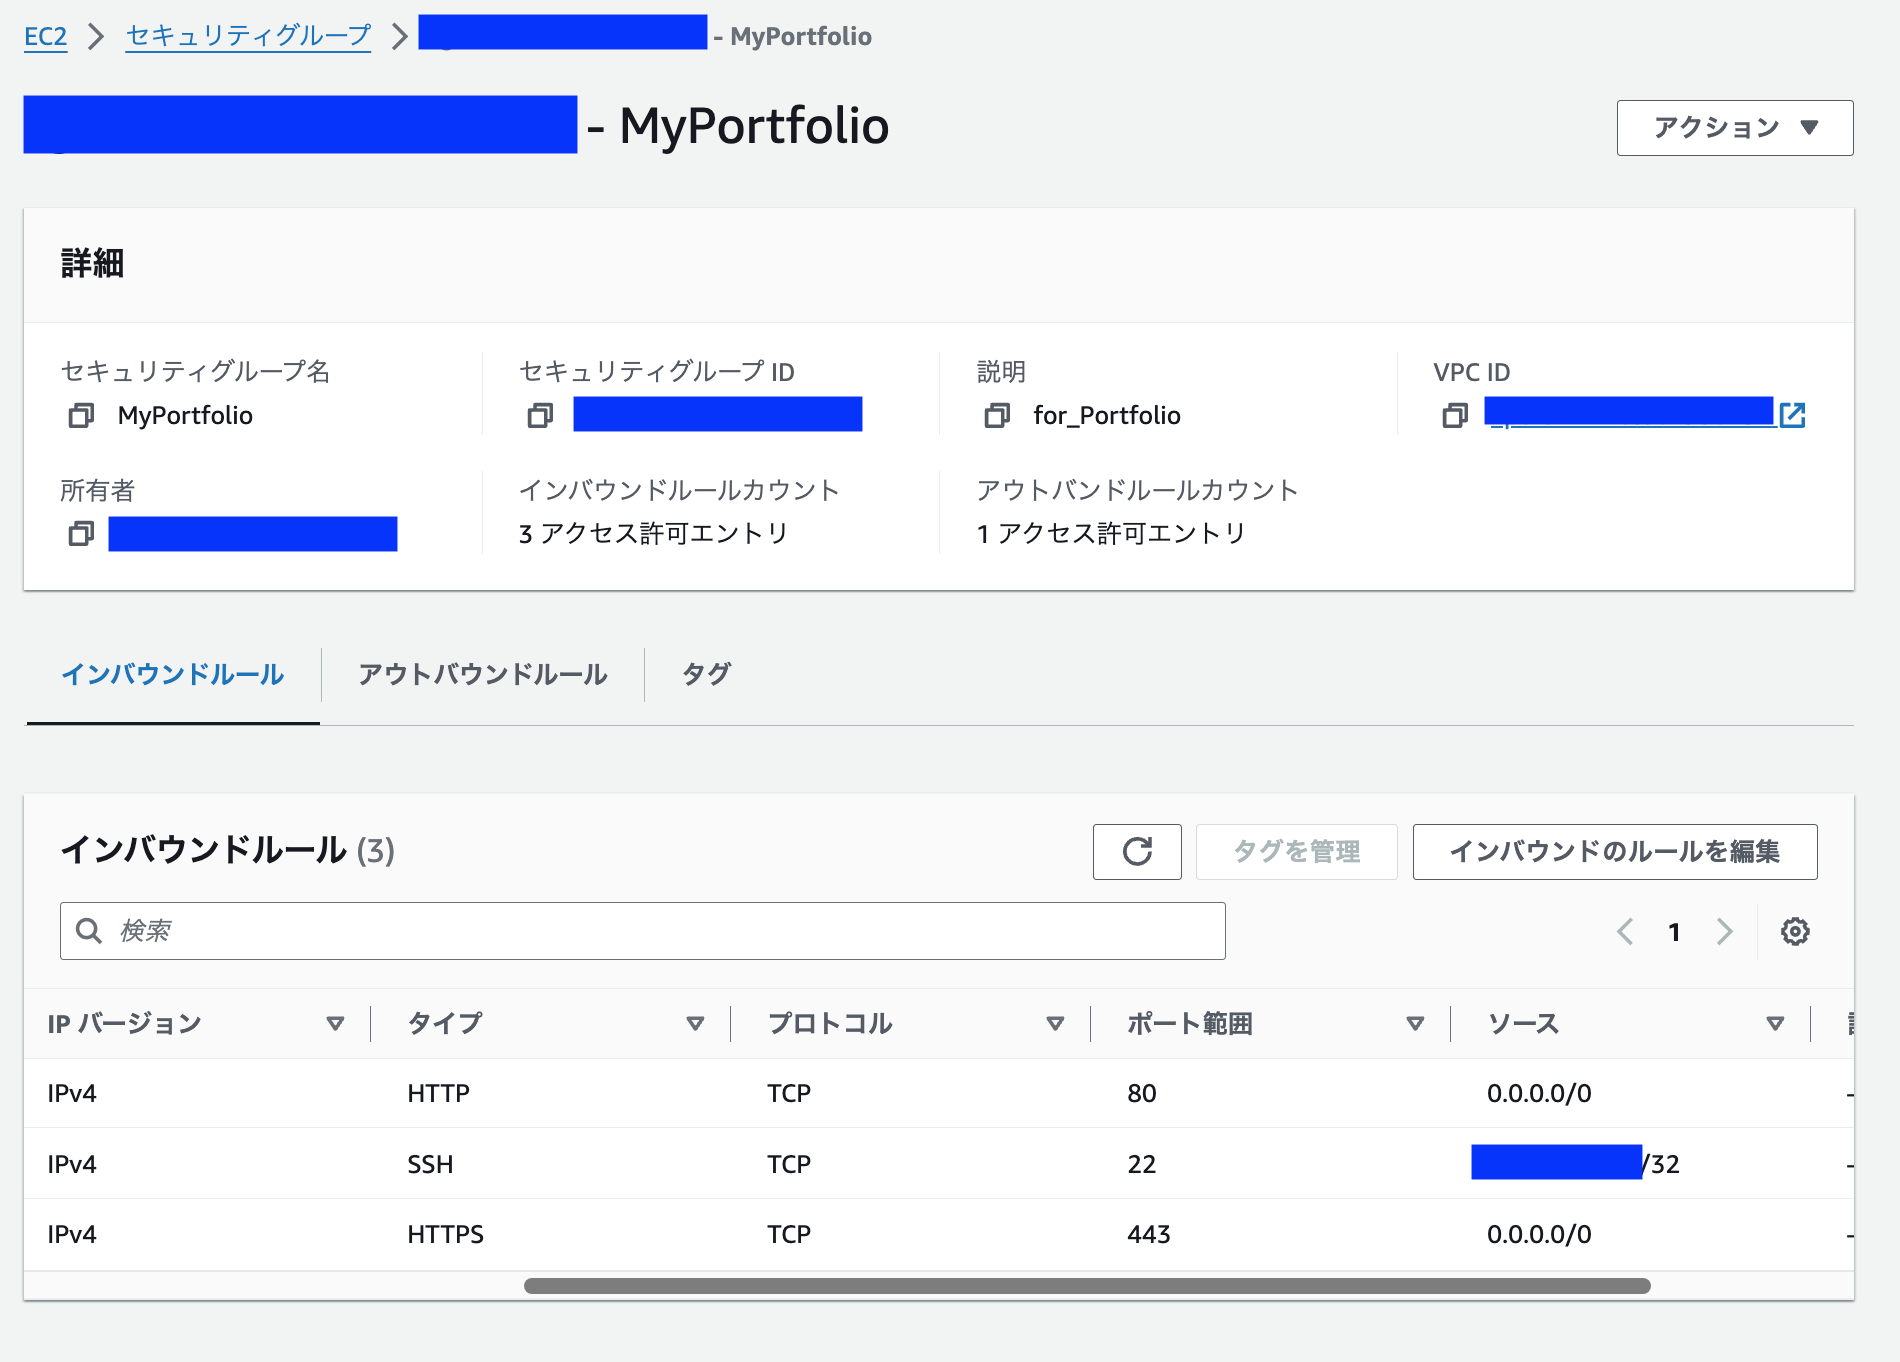 EC2 セキュリティグループ - MyPortfolio
- MyPortfolio
アクション
詳細
セキュリティグループ名 セキュリティグループ ID 説明 VPC ID
MyPortfolio for_Portfolio
所有者 インバウンドルールカウント アウトバンドルールカウント
3 アクセス許可エントリ 1 アクセス許可エントリ
インバウンドルール アウトバウンドルール タグ
インバウンドルール (3) タグを管理 インバウンドのルールを編集
検索 1
IP バージョン タイプ プロトコル ポート範囲 ソース
IPv4 HTTP TCP 80 0.0.0.0/0 -
IPv4 SSH TCP 22 /32 -
IPv4 HTTPS TCP 443 0.0.0.0/0 -